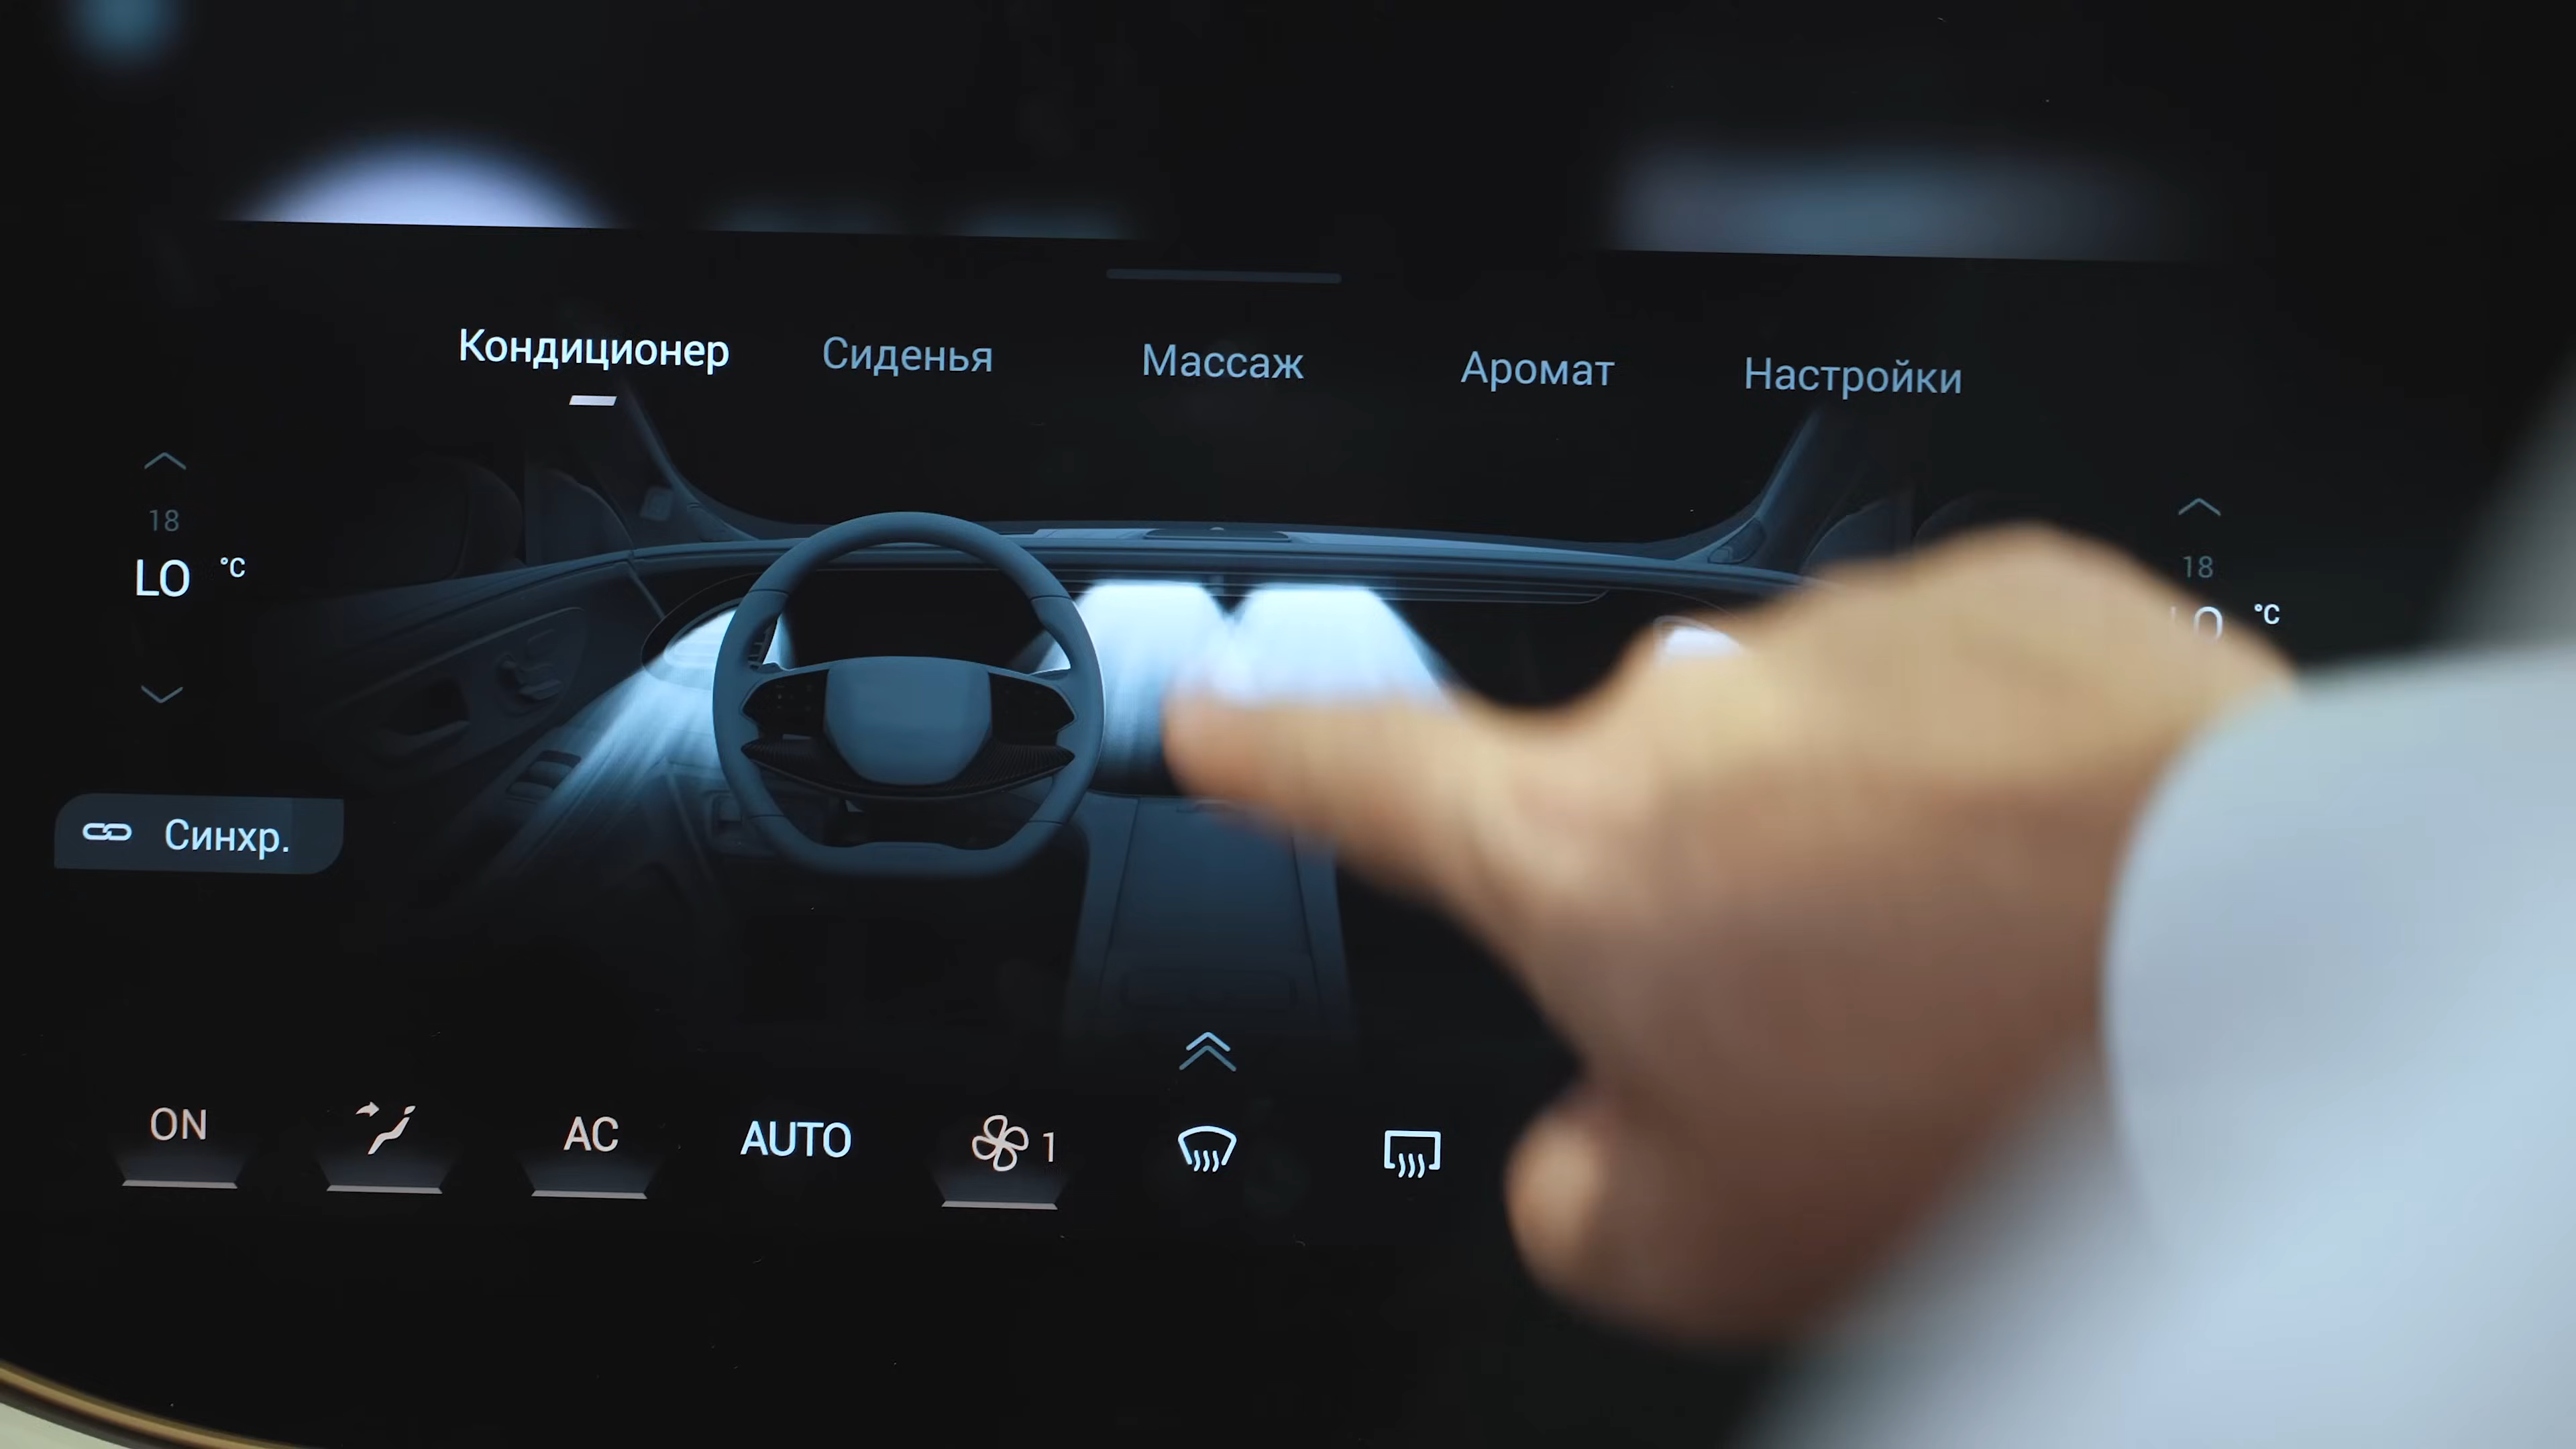 Кондиционер Сиденья Массаж Аромат Настройки
18
LO °C
18
°C
Синхр.
ON AC AUTO 1